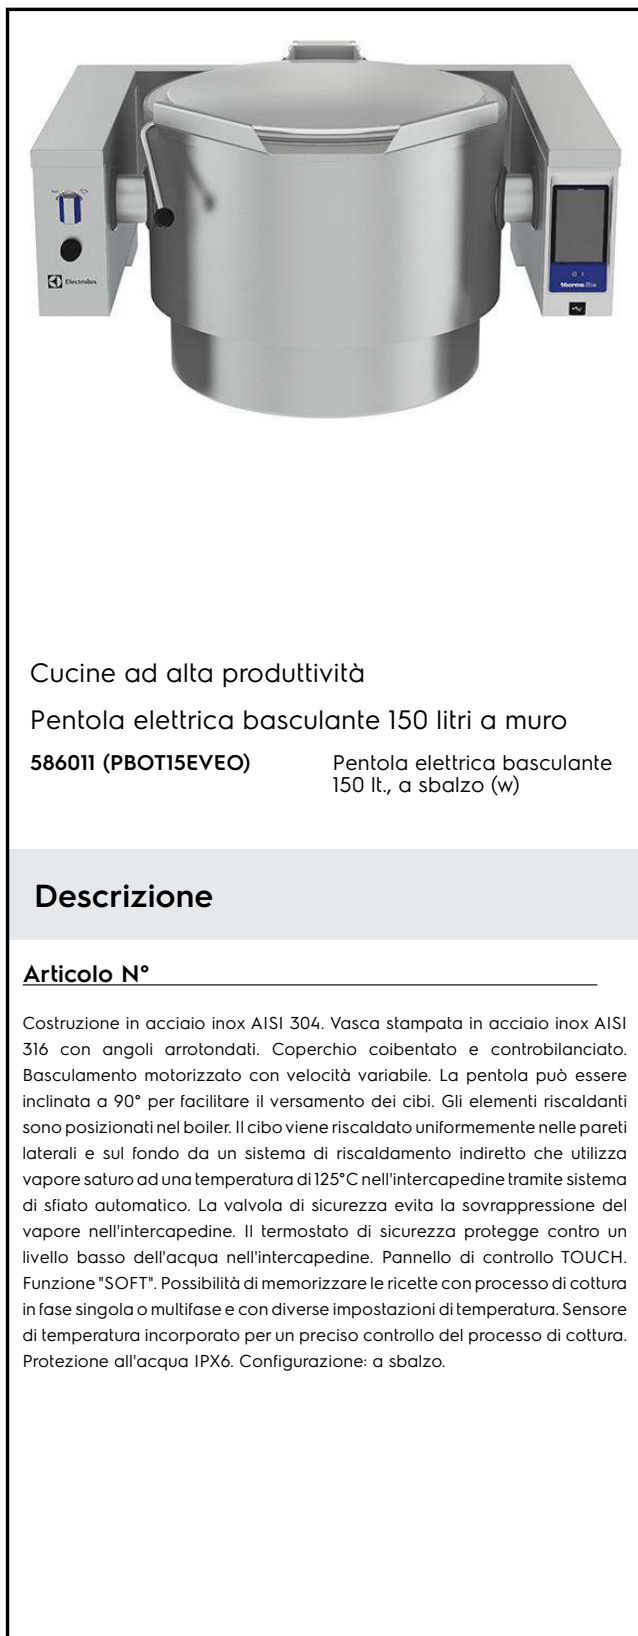 Electrolux
thermaline
Cucine ad alta produttività
Pentola elettrica basculante 150 litri a muro
586011 (PBOT15EVEO)
Pentola elettrica basculante
150 lt., a sbalzo (w)
Descrizione
Articolo N°
Costruzione in acciaio inox AISI 304. Vasca stampata in acciaio inox AISI
316 con angoli arrotondati. Coperchio coibentato e controbilanciato.
Basculamento motorizzato con velocità variabile. La pentola può essere
inclinata a 90° per facilitare il versamento dei cibi. Gli elementi riscaldanti
sono posizionati nel boiler. Il cibo viene riscaldato uniformemente nelle pareti
laterali e sul fondo da un sistema di riscaldamento indiretto che utilizza
vapore saturo ad una temperatura di 125°C nell'intercapedine tramite sistema
di sfiato automatico. La valvola di sicurezza evita la sovrappressione del
vapore nell'intercapedine. Il termostato di sicurezza protegge contro un
livello basso dell'acqua nell'intercapedine. Pannello di controllo TOUCH.
Funzione "SOFT". Possibilità di memorizzare le ricette con processo di cottura
in fase singola o multifase e con diverse impostazioni di temperatura. Sensore
di temperatura incorporato per un preciso controllo del processo di cottura.
Protezione all'acqua IPX6. Configurazione: a sbalzo.